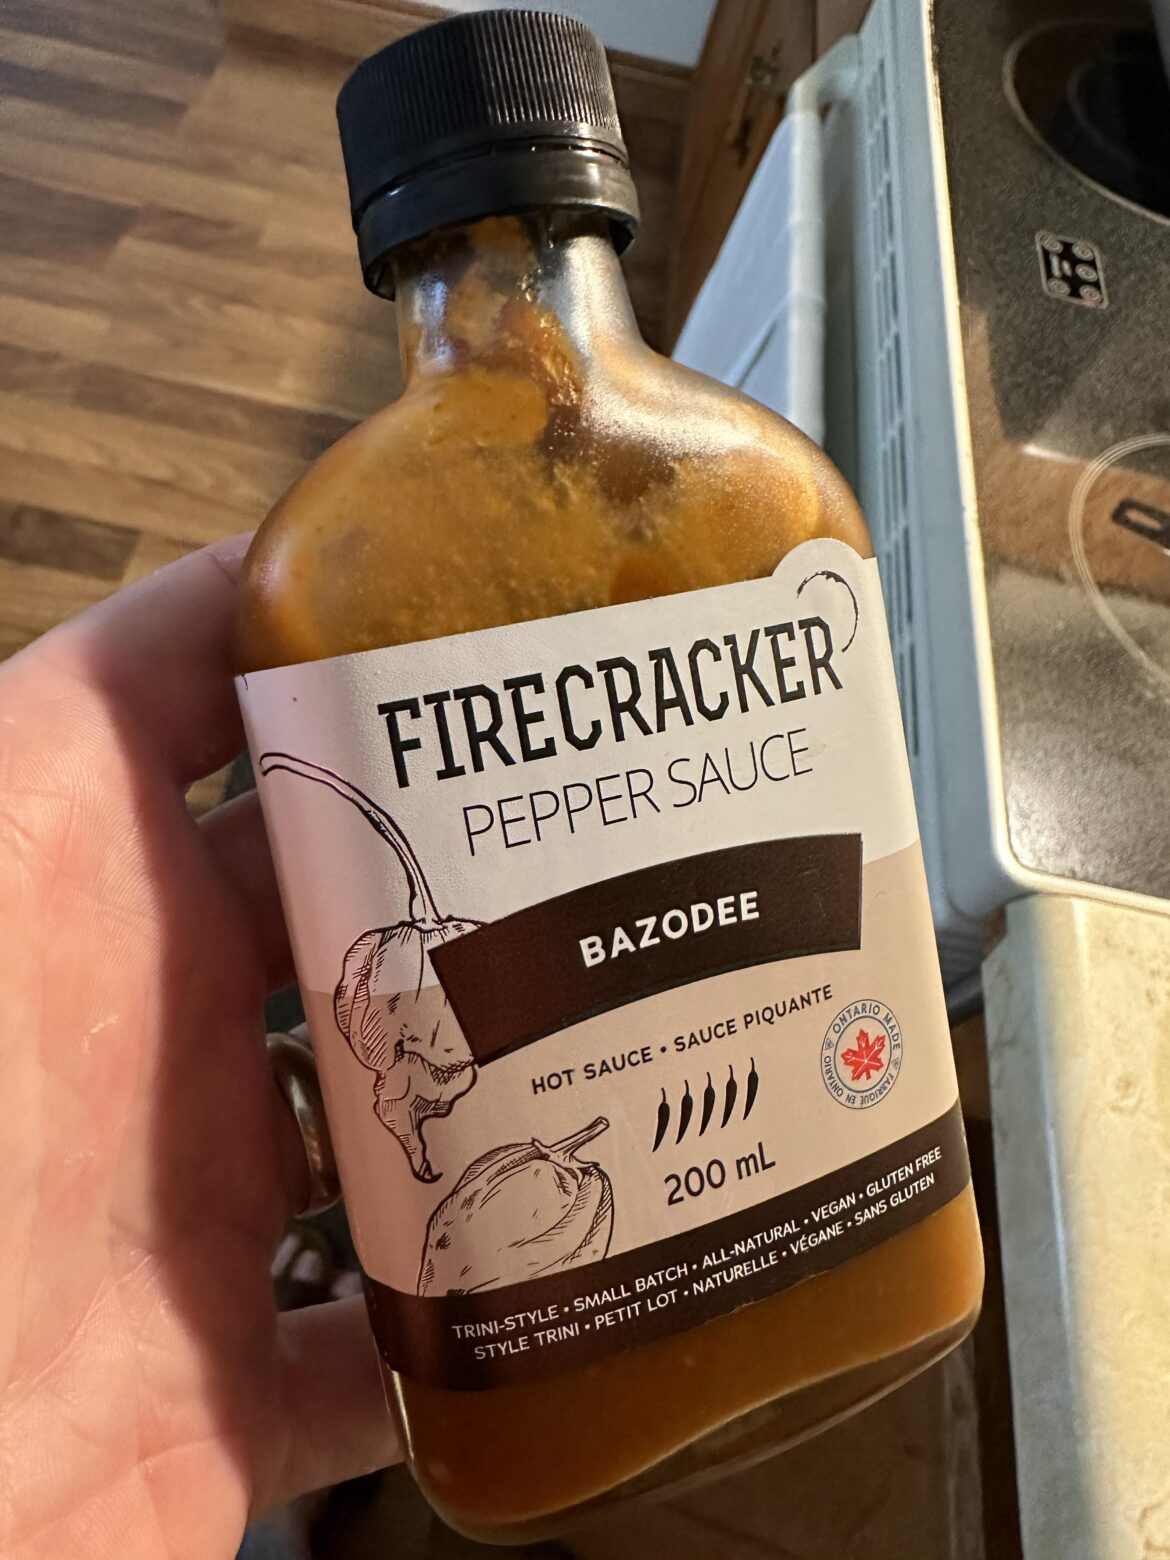 FIRECRACKER
PEPPER SAUCE
BAZODEE
HOT SAUCE • SAUCE PIQUANTE
ONTARIO MADE
FABRIQUÉ EN ONTARIO
200 mL
TRINI-STYLE • SMALL BATCH • ALL-NATURAL • VEGAN • GLUTEN FREE
STYLE TRINI • PETIT LOT • NATURELLE • VÉGANE • SANS GLUTEN